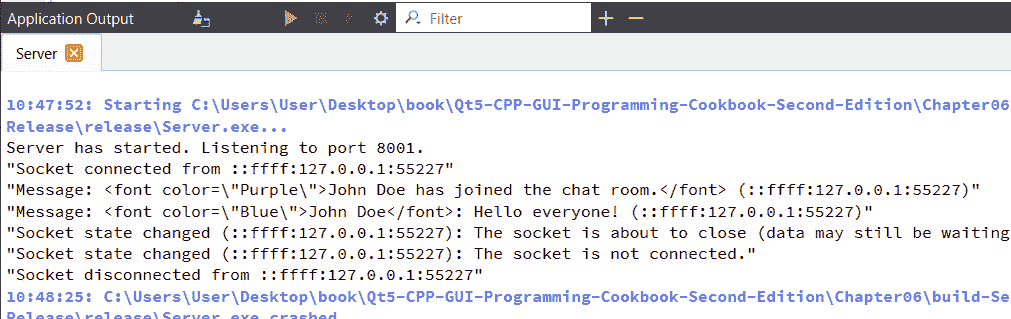 Application Output
Filter
Server
10:47:52: Starting C:\Users\User\Desktop\book\Qt5-CPP-GUI-Programming-Cookbook-Second-Edition\Chapter06
Release\release\Server.exe...
Server has started. Listening to port 8001.
"Socket connected from ::ffff:127.0.0.1:55227"
"Message: <font color=\"Purple\">John Doe has joined the chat room.</font> (::ffff:127.0.0.1:55227)"
"Message: <font color=\"Blue\">John Doe</font>: Hello everyone! (::ffff:127.0.0.1:55227)"
"Socket state changed (::ffff:127.0.0.1:55227): The socket is about to close (data may still be waiting
"Socket state changed (::ffff:127.0.0.1:55227): The socket is not connected."
"Socket disconnected from ::ffff:127.0.0.1:55227"
10:48:25: C:\Users\User\Desktop\book\Qt5-CPP-GUI-Programming-Cookbook-Second-Edition\Chapter06\build-Se
Release\release\Server.exe crashed